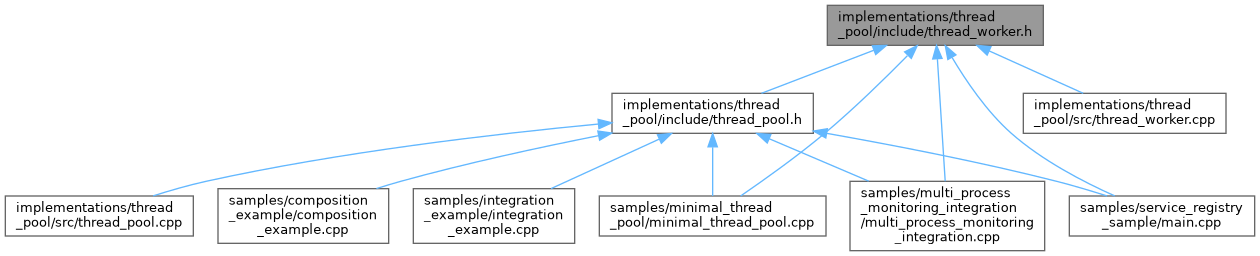 implementations/thread
_pool/include/thread_worker.h
implementations/thread
_pool/include/thread_pool.h
implementations/thread
_pool/src/thread_worker.cpp
implementations/thread
_pool/src/thread_pool.cpp
samples/composition
_example/composition
_example.cpp
samples/integration
_example/integration
_example.cpp
samples/minimal_thread
_pool/minimal_thread_pool.cpp
samples/multi_process
_monitoring_integration
/multi_process_monitoring
_integration.cpp
samples/service_registry
_sample/main.cpp